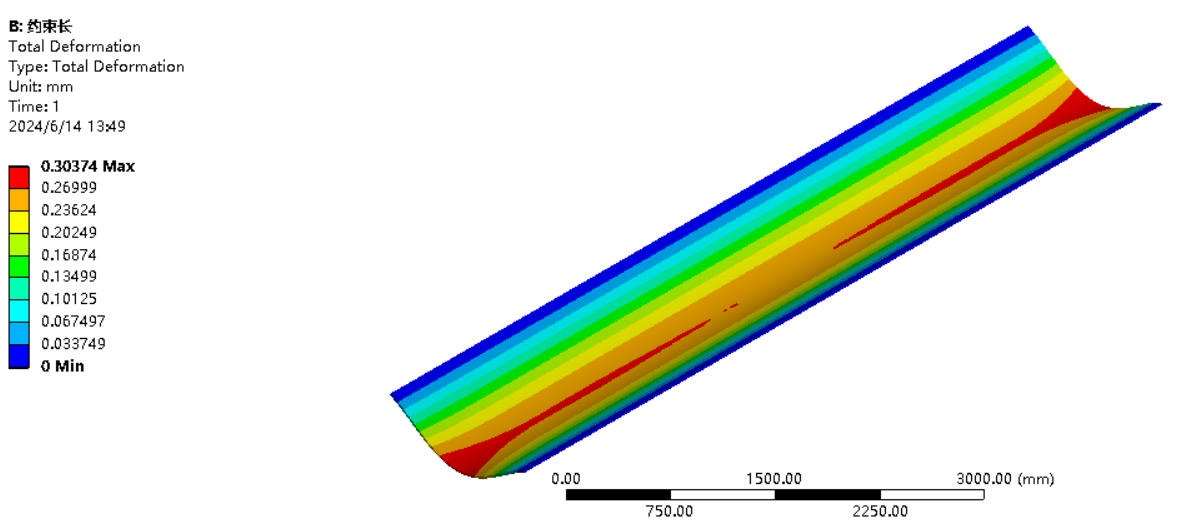 B: 约束长
Total Deformation
Type: Total Deformation
Unit: mm
Time: 1
2024/6/14 13:49
0.30374 Max
0.26999
0.23624
0.20249
0.16874
0.13499
0.10125
0.067497
0.033749
0 Min
0.00 1500.00 3000.00 (mm)
750.00 2250.00